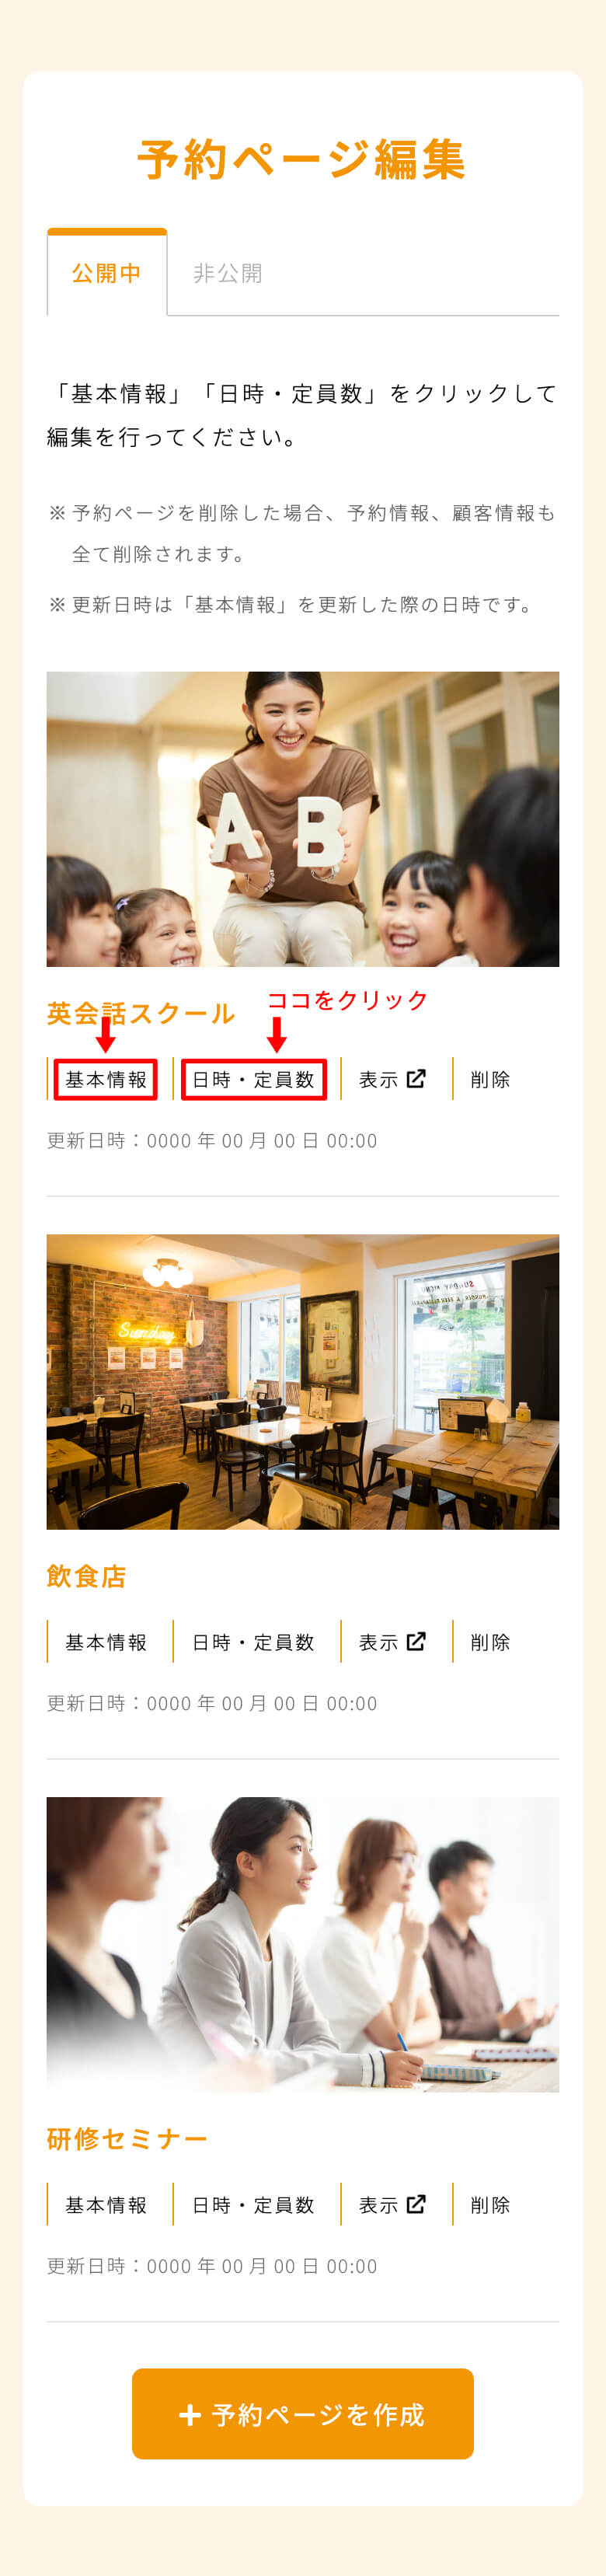 予約ページ編集
公開中
非公開
「基本情報」「日時・定員数」をクリックして
編集を行ってください。
※ 予約ページを削除した場合、予約情報、顧客情報も
全て削除されます。
※ 更新日時は「基本情報」を更新した際の日時です。
A B
英会話スクール
ココをクリック
基本情報 日時・定員数 表示 削除
更新日時：0000 年 00 月 00 日 00:00
Sunday
飲食店
基本情報 日時・定員数 表示 削除
更新日時：0000 年 00 月 00 日 00:00
研修セミナー
基本情報 日時・定員数 表示 削除
更新日時：0000 年 00 月 00 日 00:00
+ 予約ページを作成